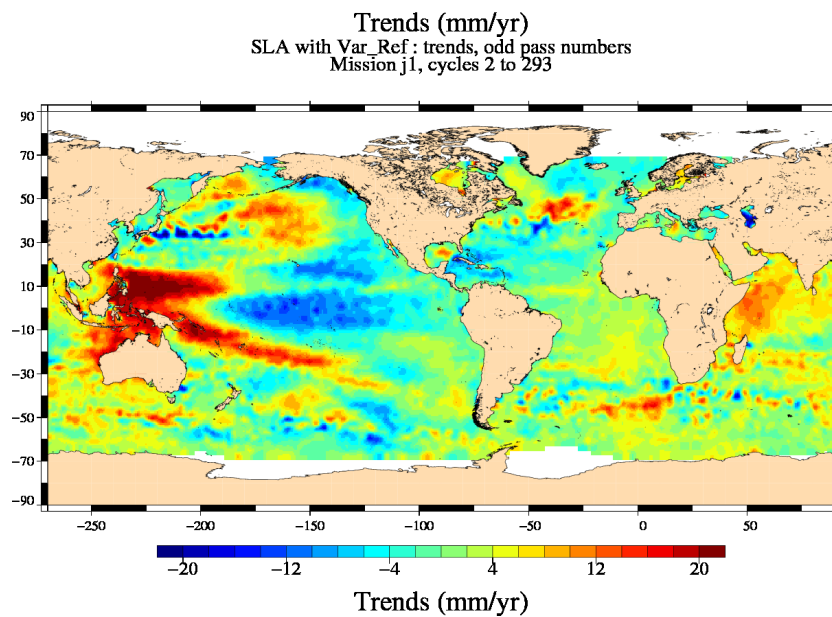 Trends (mm/yr)
SLA with Var_Ref : trends, odd pass numbers
Mission j1, cycles 2 to 293
90
70
50
30
10
−10
−30
−50
−70
−90
−250 −200 −150 −100 −50 0 50
−20 −12 −4 4 12 20
Trends (mm/yr)